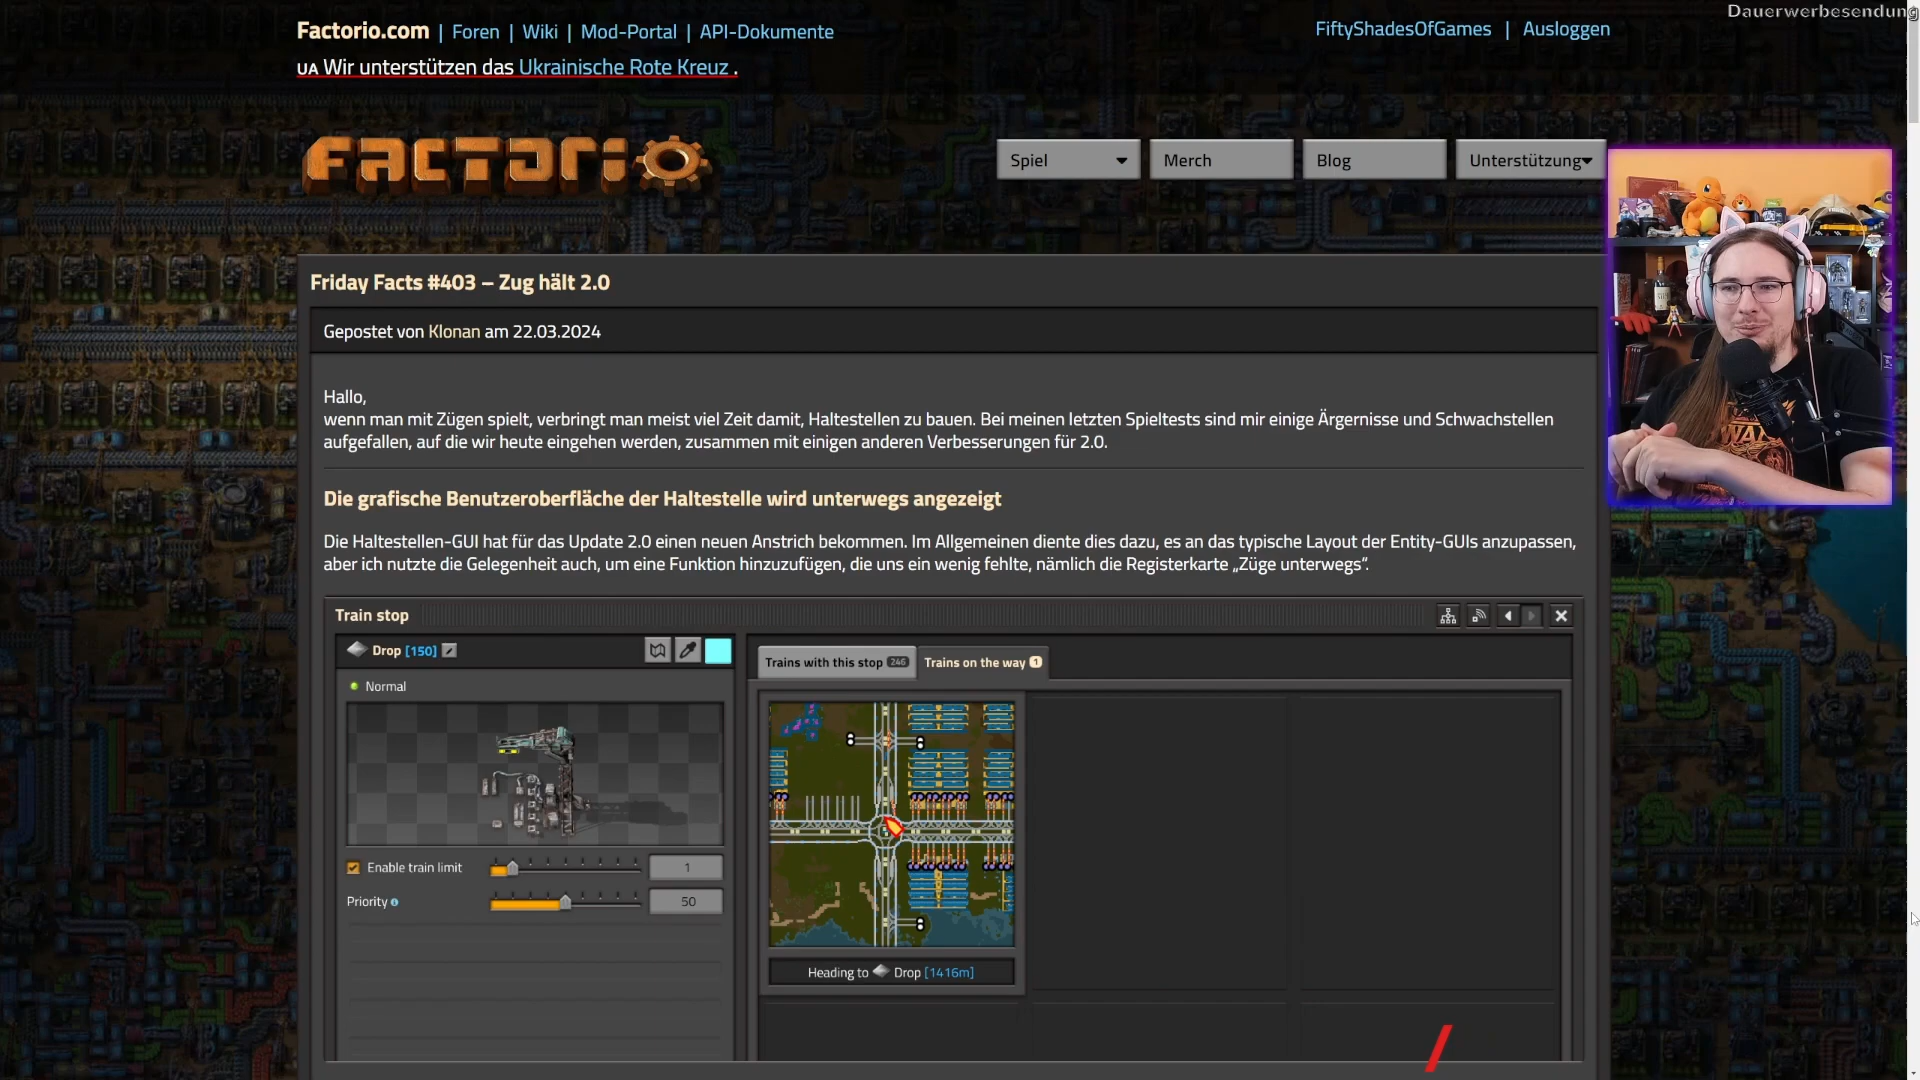 Dauerwerbesendung
Factorio.com | Foren | Wiki | Mod-Portal | API-Dokumente
FiftyShadesOfGames | Ausloggen
UA Wir unterstützen das Ukrainische Rote Kreuz .
FACTORIO
Spiel
Merch
Blog
Unterstützung
Friday Facts #403 – Zug hält 2.0
Gepostet von Klonan am 22.03.2024
Hallo,
wenn man mit Zügen spielt, verbringt man meist viel Zeit damit, Haltestellen zu bauen. Bei meinen letzten Spieltests sind mir einige Ärgernisse und Schwachstellen
aufgefallen, auf die wir heute eingehen werden, zusammen mit einigen anderen Verbesserungen für 2.0.
Die grafische Benutzeroberfläche der Haltestelle wird unterwegs angezeigt
Die Haltestellen-GUI hat für das Update 2.0 einen neuen Anstrich bekommen. Im Allgemeinen diente dies dazu, es an das typische Layout der Entity-GUIs anzupassen,
aber ich nutzte die Gelegenheit auch, um eine Funktion hinzuzufügen, die uns ein wenig fehlte, nämlich die Registerkarte „Züge unterwegs“.
Train stop
Drop [150]
Trains with this stop 246
Trains on the way 1
Normal
Enable train limit
1
Priority
50
Heading to Drop [1416m]